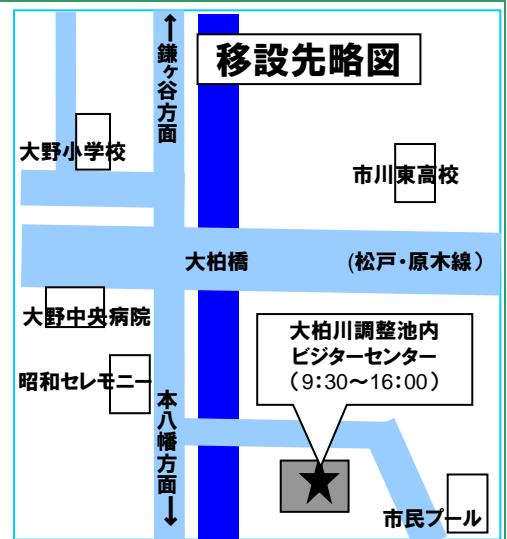 移設先略図
↑鎌ヶ谷方面
大野小学校
市川東高校
大柏橋
(松戸・原木線)
大野中央病院
大柏川調整池内
ビジターセンター
(9:30~16:00)
昭和セレモニー
本八幡方面↓
市民プール